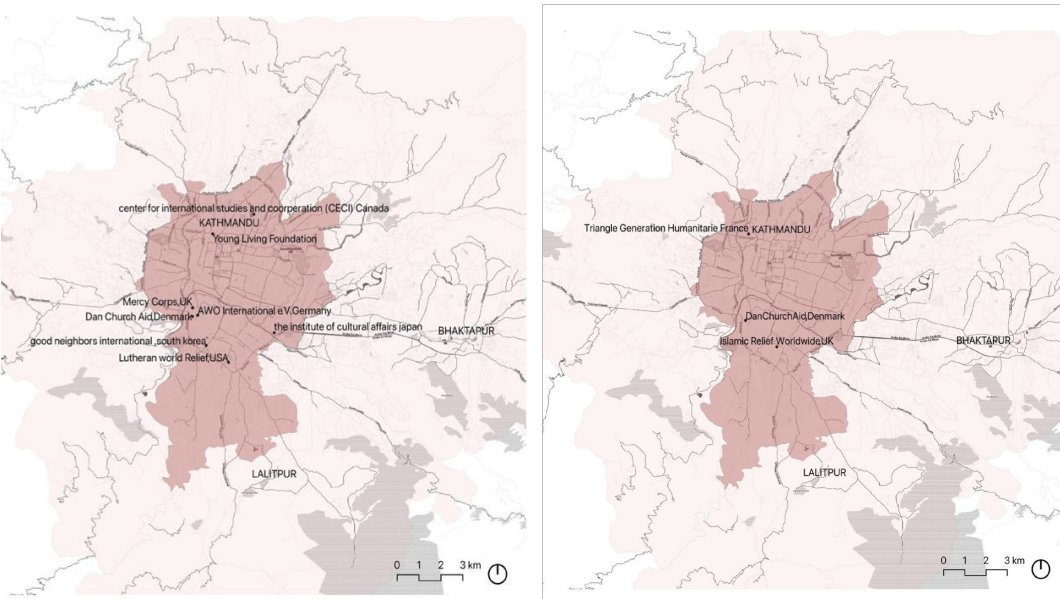 center for international studies and coorperation (CECI) Canada
KATHMANDU
Young Living Foundation
Mercy Corps,UK
AWO International e.V.Germany
Dan Church Aid,Denmark
the institute of cultural affairs japan
BHAKTAPUR
good neighbors international ,south korea
Lutheran world Relief,USA
LALITPUR
0 1 2 3 km
Triangle Generation Humanitarie France
KATHMANDU
DanChurchAid,Denmark
Islamic Relief Worldwide,UK
BHAKTAPUR
LALITPUR
0 1 2 3 km